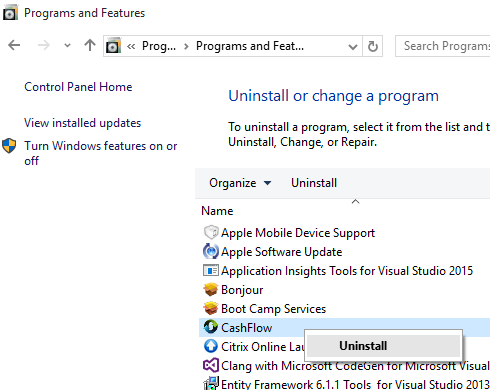 Programs and Features
Prog... Programs and Feat... Search Programs
Control Panel Home
View installed updates
Turn Windows features on or
off
Uninstall or change a program
To uninstall a program, select it from the list and
Uninstall, Change, or Repair.
Organize Uninstall
Name
Apple Mobile Device Support
Apple Software Update
Application Insights Tools for Visual Studio 2015
Bonjour
Boot Camp Services
CashFlow
Uninstall
Citrix Online Lau
Clang with Microsoft CodeGen for Microsoft Visual
Entity Framework 6.1.1 Tools for Visual Studio 2013